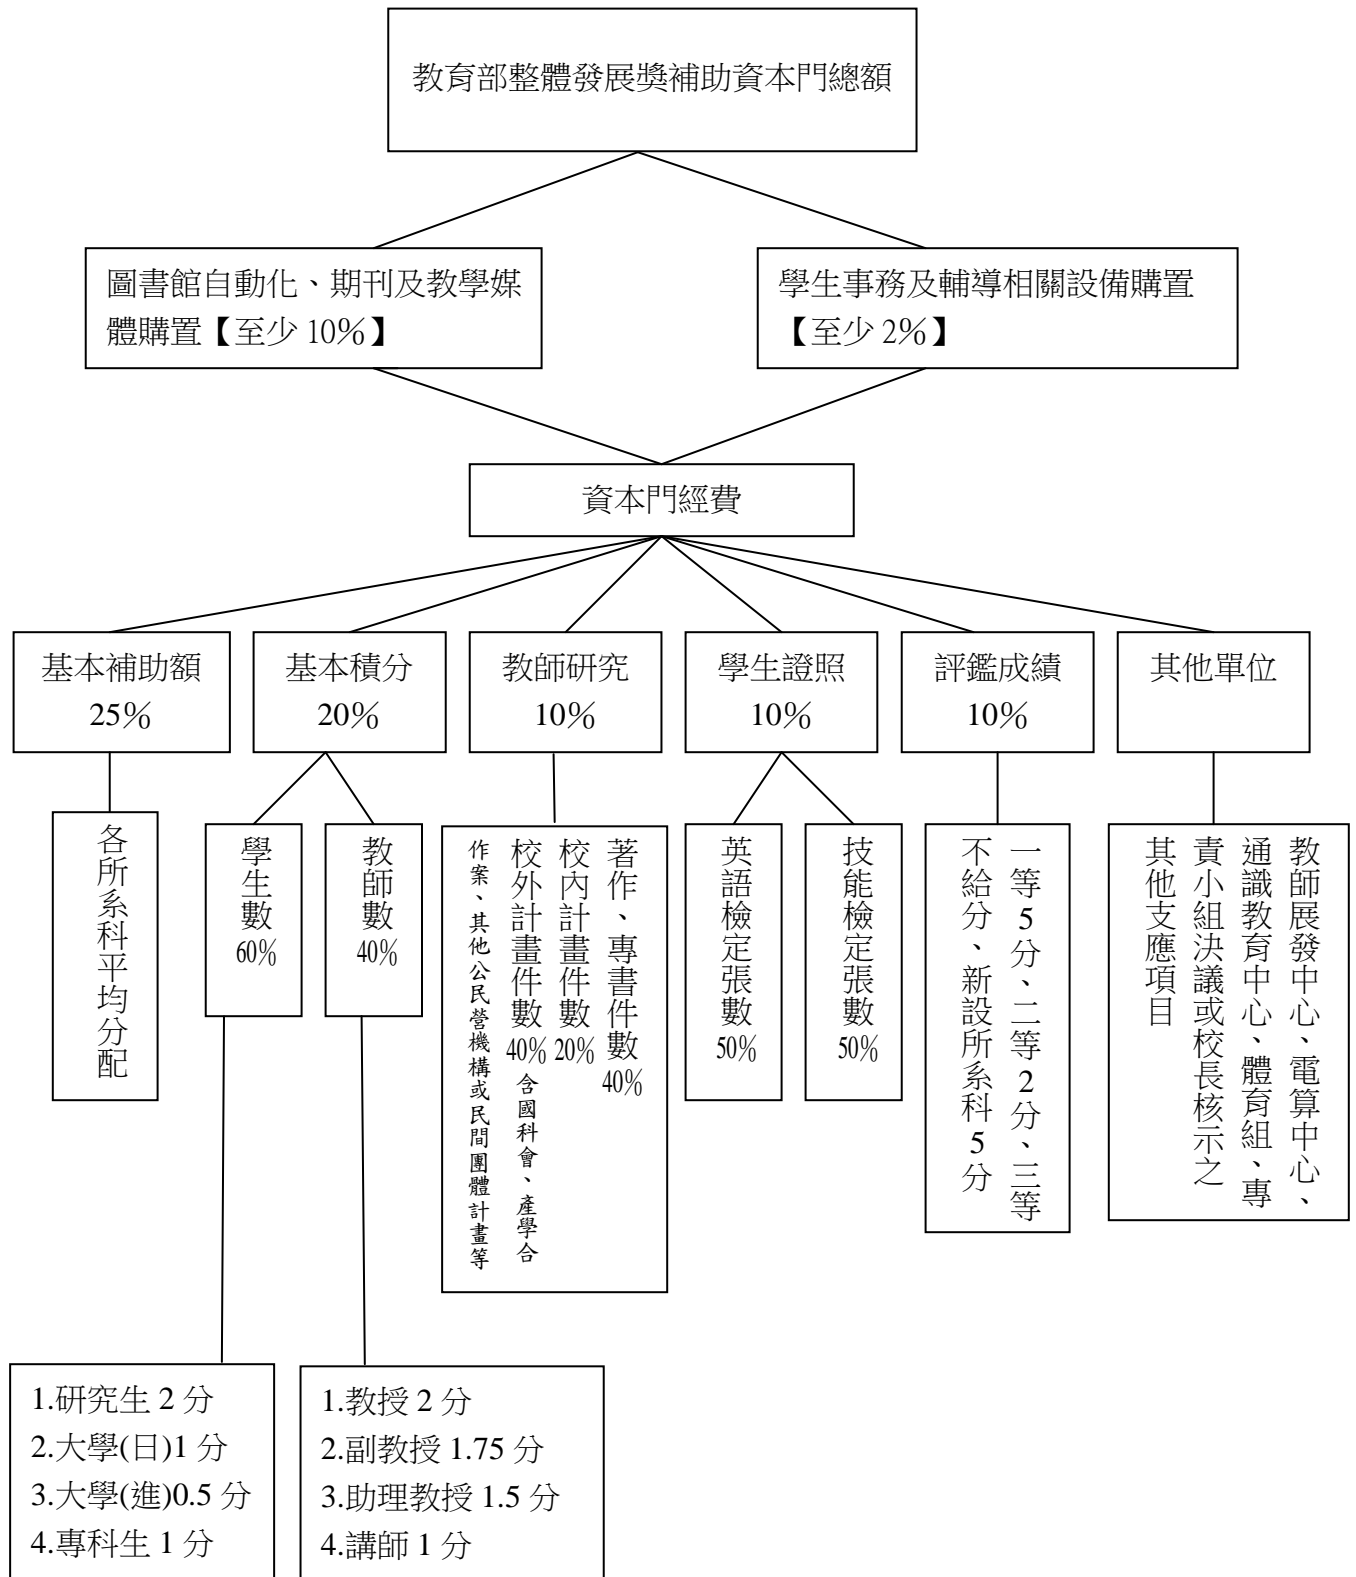 教育部整體發展獎補助資本門總額
圖書館自動化、期刊及教學媒
體購置【至少 10%】
學生事務及輔導相關設備購置
【至少 2%】
資本門經費
基本補助額
25%
基本積分
20%
教師研究
10%
學生證照
10%
評鑑成績
10%
其他單位
各所系科平均分配
學生數 60%
教師數 40%
著作、專書件數 40%
校內計畫件數 20%
校外計畫件數 40% 含國科會、產學合
作案、其他公民營機構或民間團體計畫等
英語檢定張數 50%
技能檢定張數 50%
一等 5 分、二等 2 分、三等
不給分、新設所系科 5 分
教師展發中心、電算中心、
通識教育中心、體育組、專
責小組決議或校長核示之
其他支應項目
1.研究生 2 分
2.大學(日)1 分
3.大學(進)0.5 分
4.專科生 1 分
1.教授 2 分
2.副教授 1.75 分
3.助理教授 1.5 分
4.講師 1 分